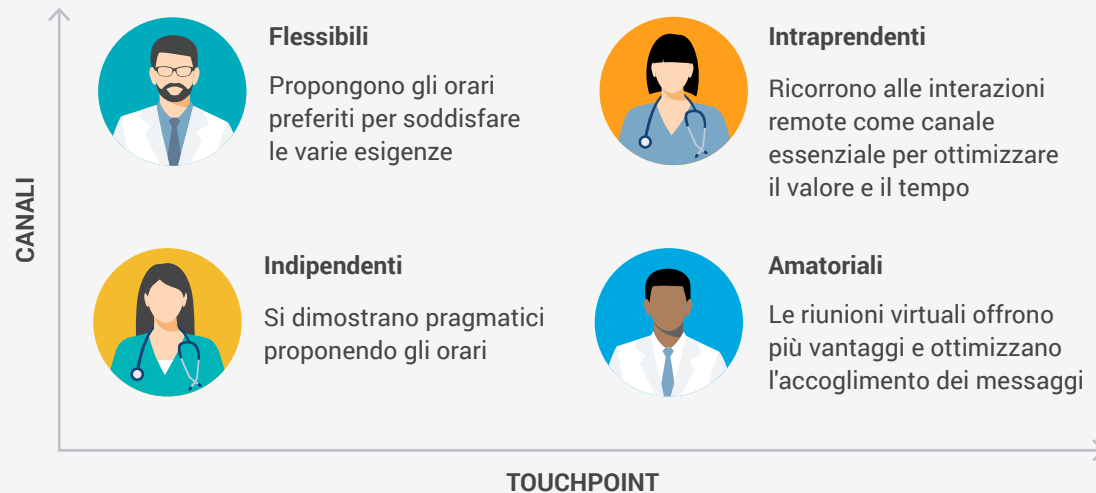 Flessibili
Propongono gli orari
preferiti per soddisfare
le varie esigenze
Intraprendenti
Ricorrono alle interazioni
remote come canale
essenziale per ottimizzare
il valore e il tempo
CANALI
Indipendenti
Si dimostrano pragmatici
proponendo gli orari
Amatoriali
Le riunioni virtuali offrono
più vantaggi e ottimizzano
l'accoglimento dei messaggi
TOUCHPOINT